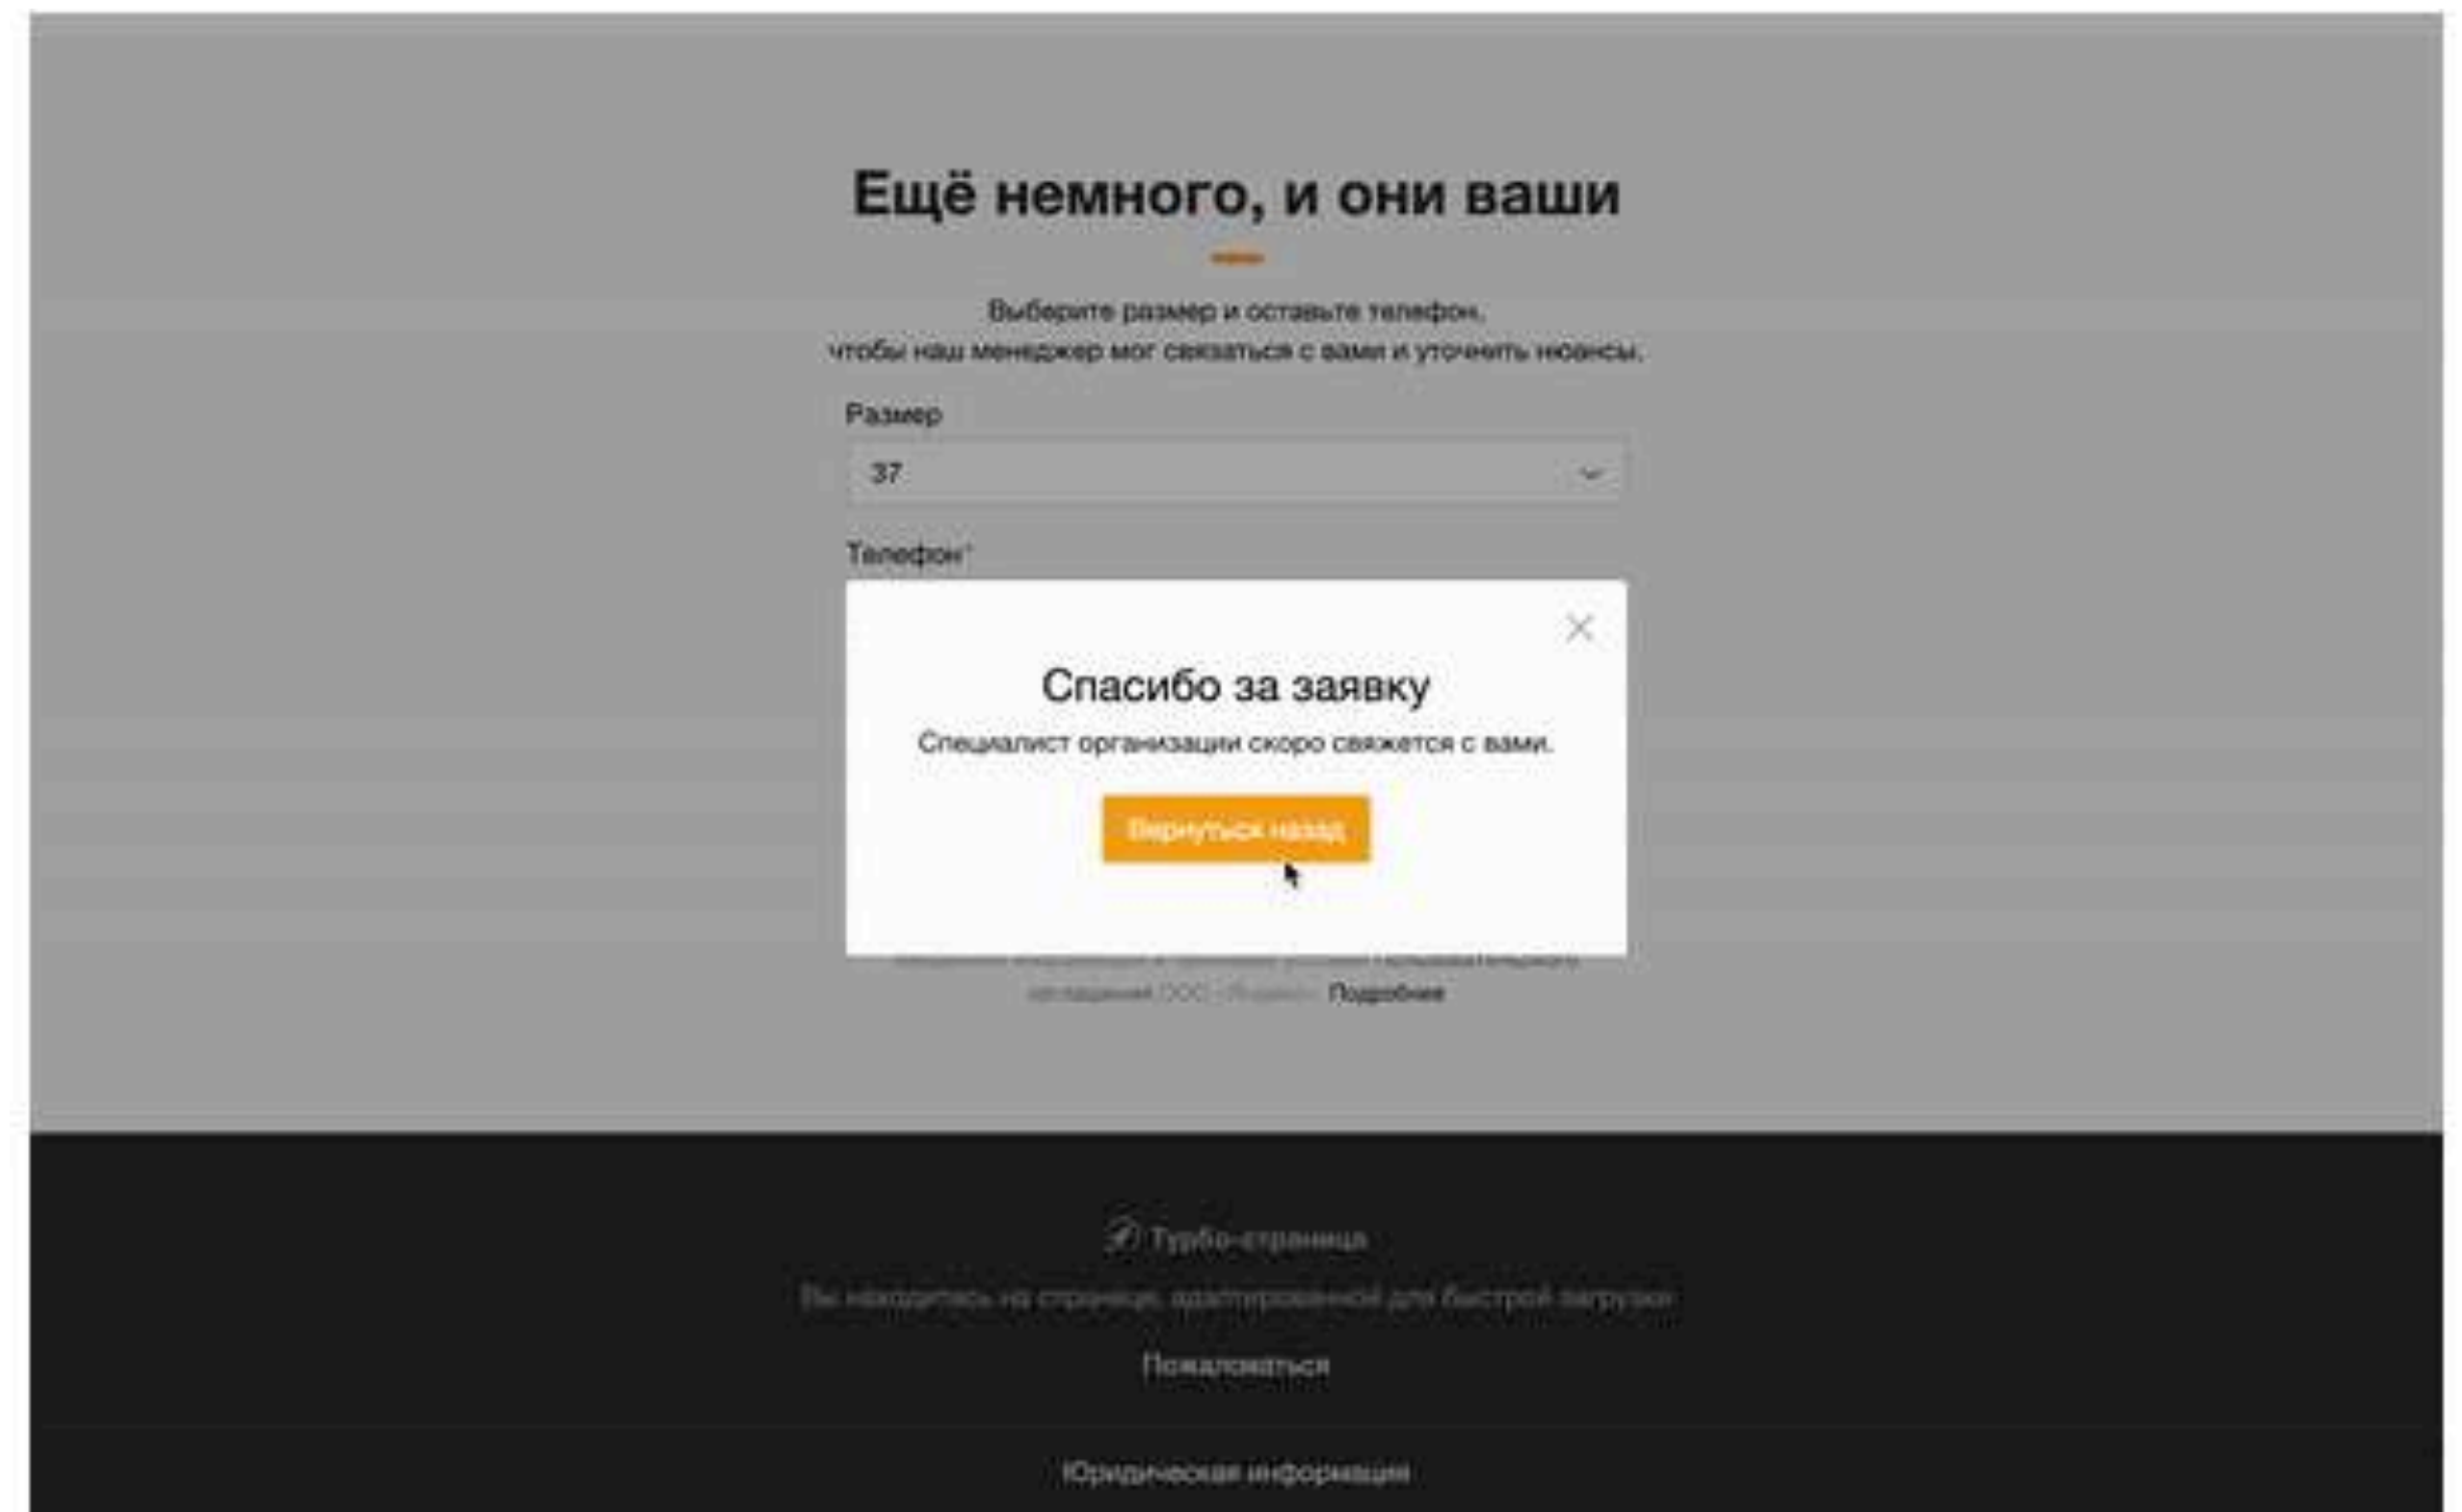 Ещё немного, и они ваши
Выберите размер и оставьте телефон,
чтобы наш менеджер мог связаться с вами и уточнить нюансы.
Размер
37
Телефон*
Спасибо за заявку
Специалист организации скоро свяжется с вами.
Вернуться назад
ООО «Яндекс». Подробнее
Турбо-страница
Вы находитесь на странице, адаптированной для быстрой загрузки
Пожаловаться
Юридическая информация